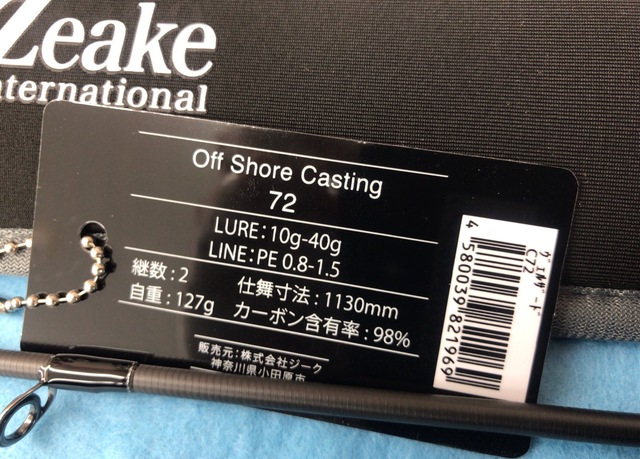 Zeake
nternational
Off Shore Casting
72
LURE:10g-40g
LINE:PE 0.8-1.5
継数:2 仕舞寸法:1130mm
自重:127g カーボン含有率:98%
販売元:株式会社ジーク
神奈川県小田原市
C72
4 580039 821969